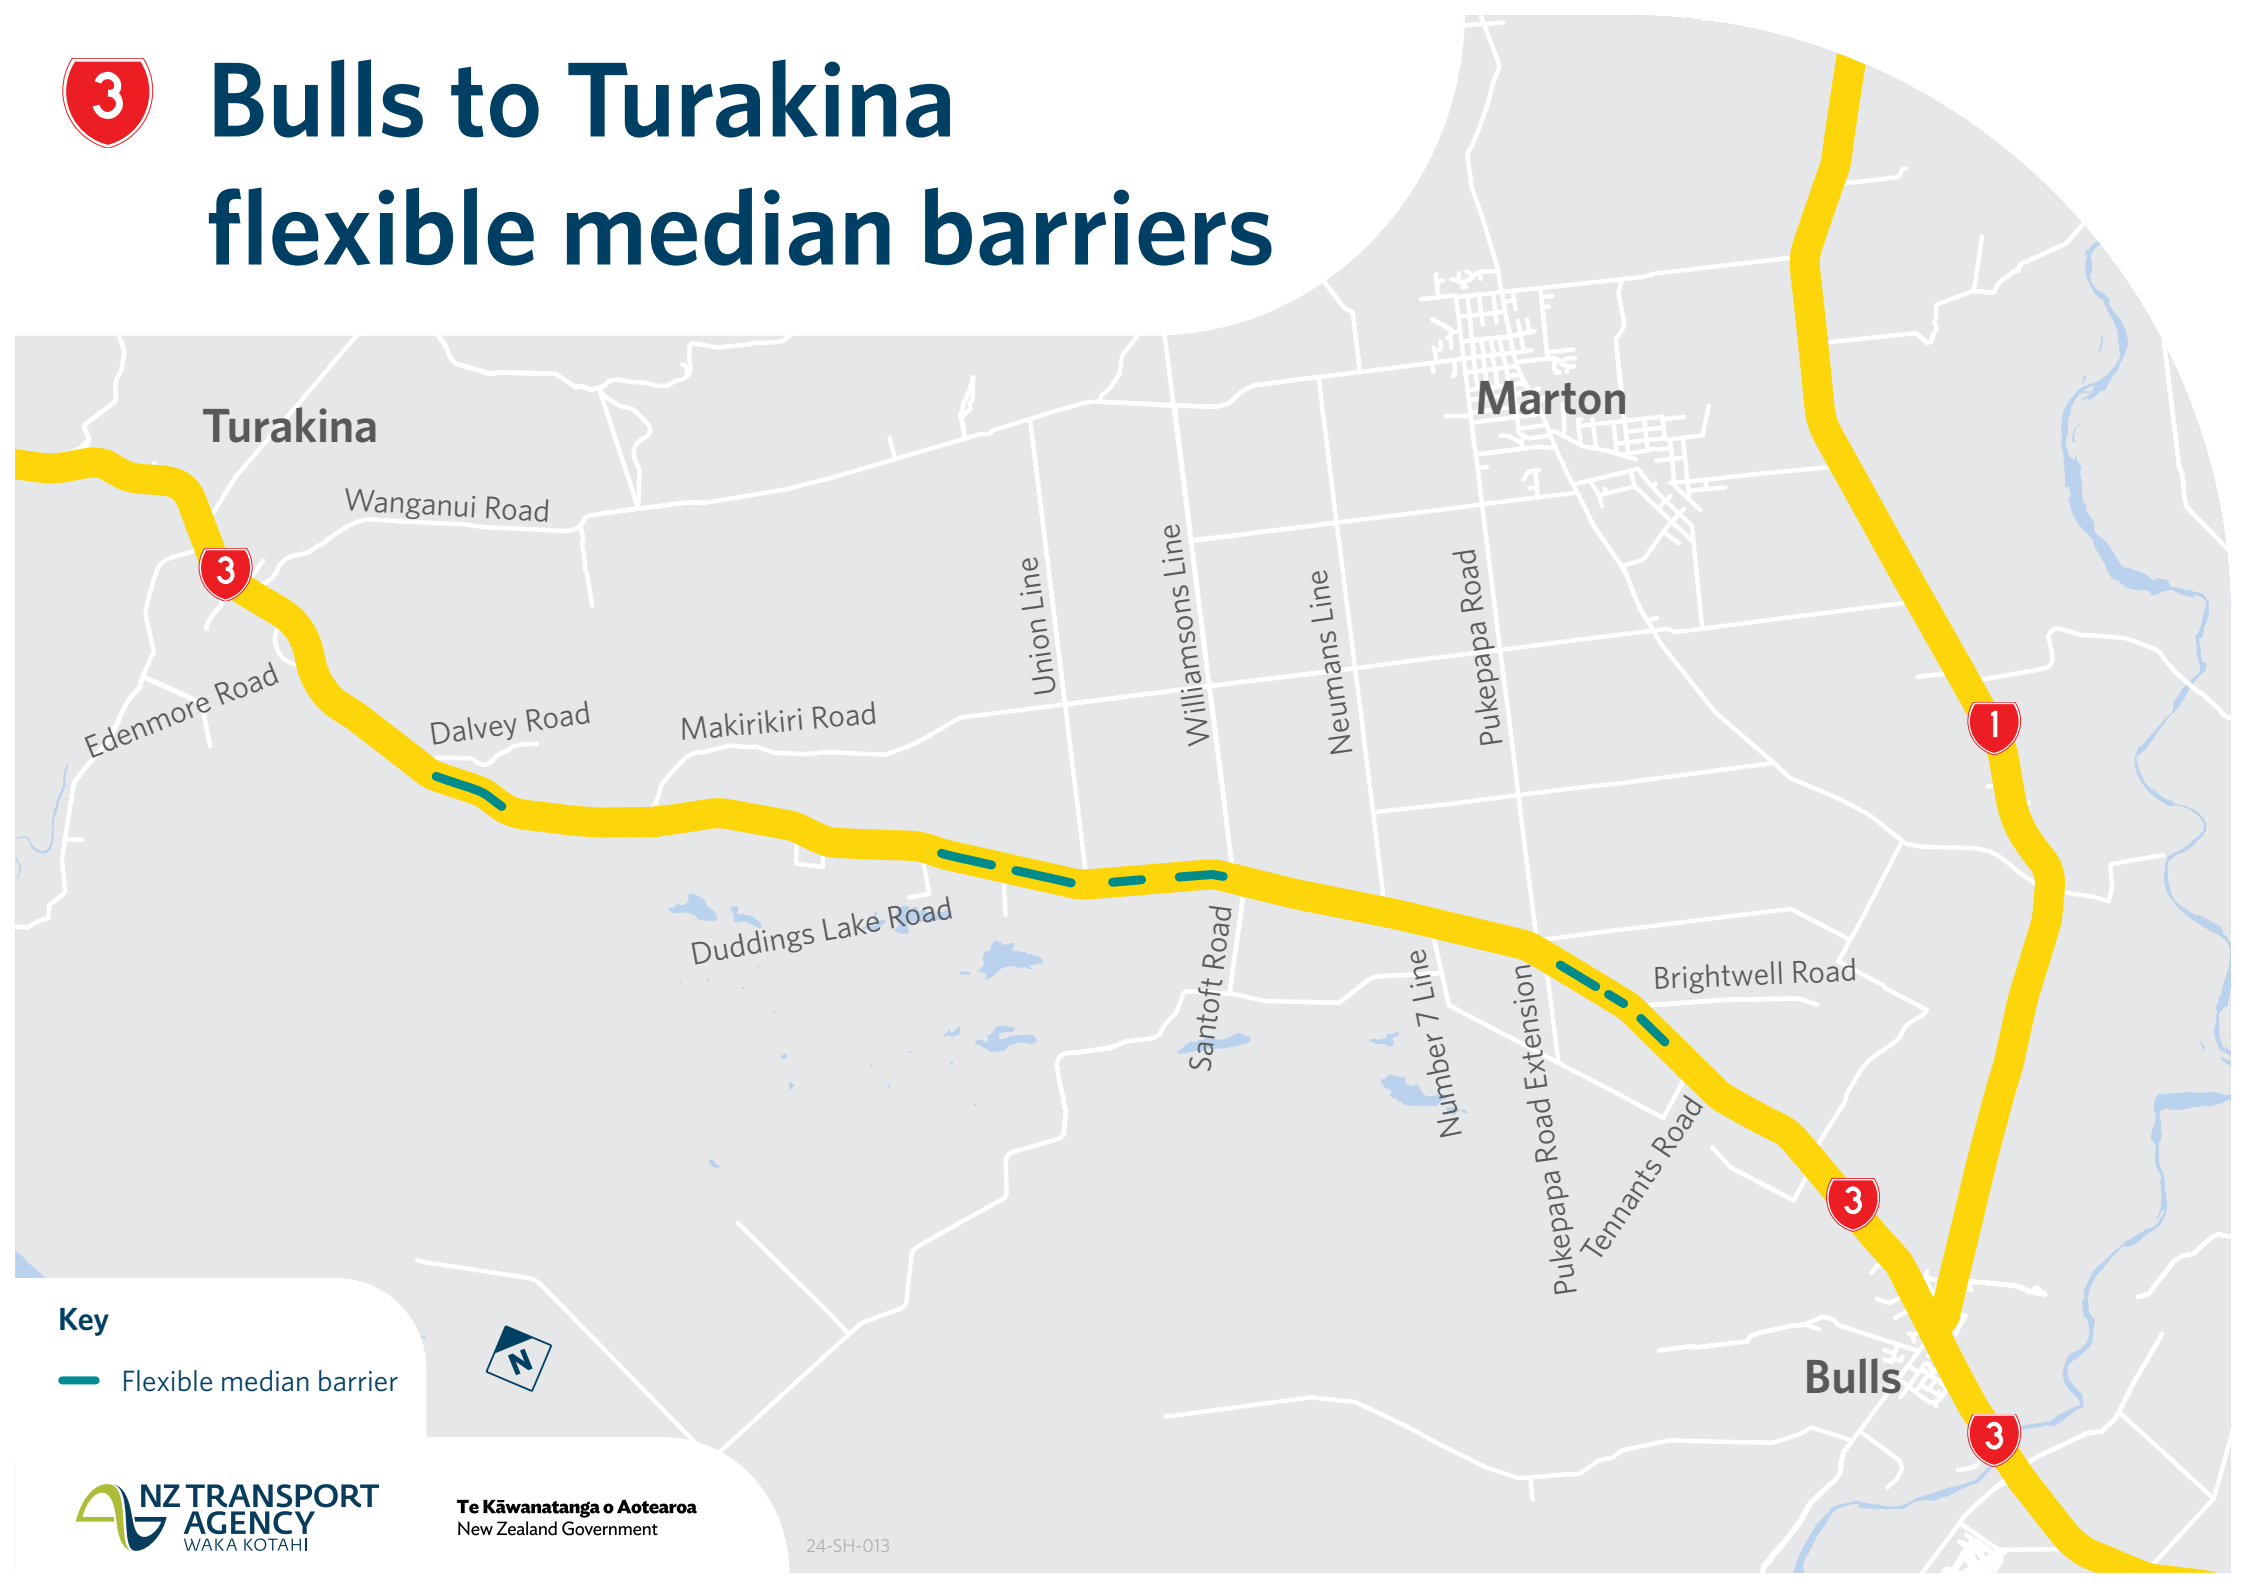 3
Bulls to Turakina
flexible median barriers
Marton
Turakina
Wanganui Road
3
Union Line
Williamsons Line
Neumans Line
Pukepapa Road
Edenmore Road
Dalvey Road
Makirikiri Road
1
Duddings Lake Road
Santoft Road
Number 7 Line
Pukepapa Road Extension
Brightwell Road
Tennants Road
3
Bulls
3
Key
Flexible median barrier
N
NZ TRANSPORT
AGENCY
WAKA KOTAHI
Te Kāwanatanga o Aotearoa
New Zealand Government
24-SH-013